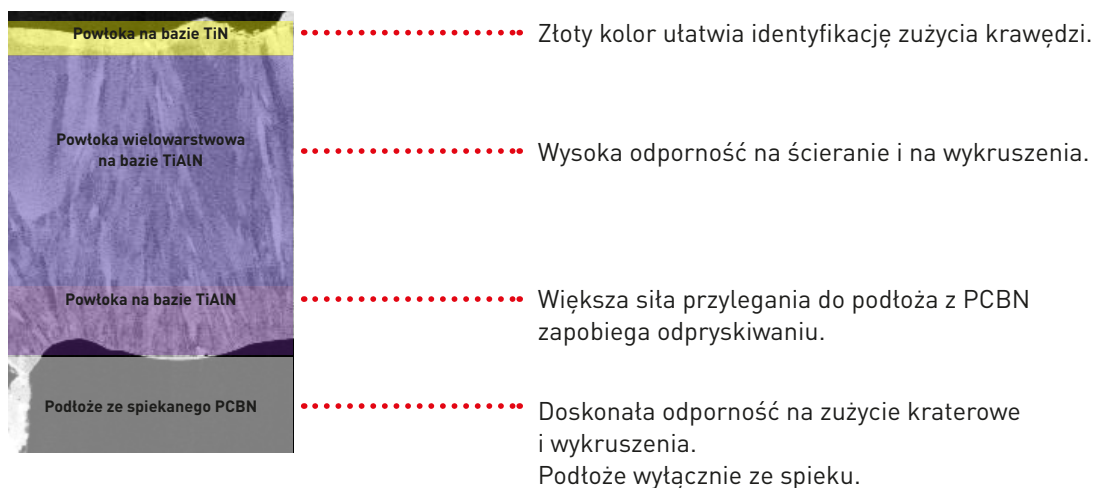 Powłoka na bazie TiN
Złoty kolor ułatwia identyfikację zużycia krawędzi.
Powłoka wielowarstwowa
na bazie TiAlN
Wysoka odporność na ścieranie i na wykruszenia.
Powłoka na bazie TiAlN
Większa siła przylegania do podłoża z PCBN
zapobiega odpryskiwaniu.
Podłoże ze spiekanego PCBN
Doskonała odporność na zużycie kraterowe
i wykruszenia.
Podłoże wyłącznie ze spieku.